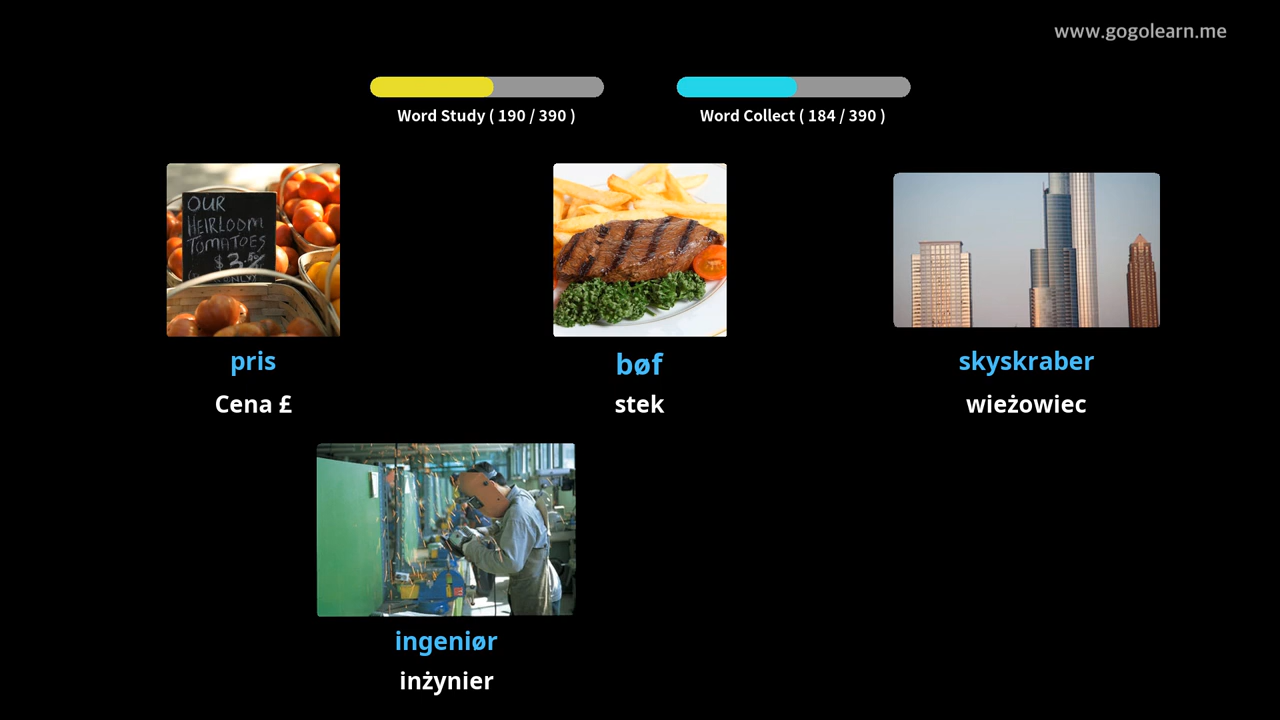 www.gogolearn.me
Word Study ( 190 / 390 )
Word Collect ( 184 / 390 )
OUR
HEIRLOOM
TOMATOES
pris
bøf
skyskraber
Cena £
stek
wieżowiec
ingeniør
inżynier